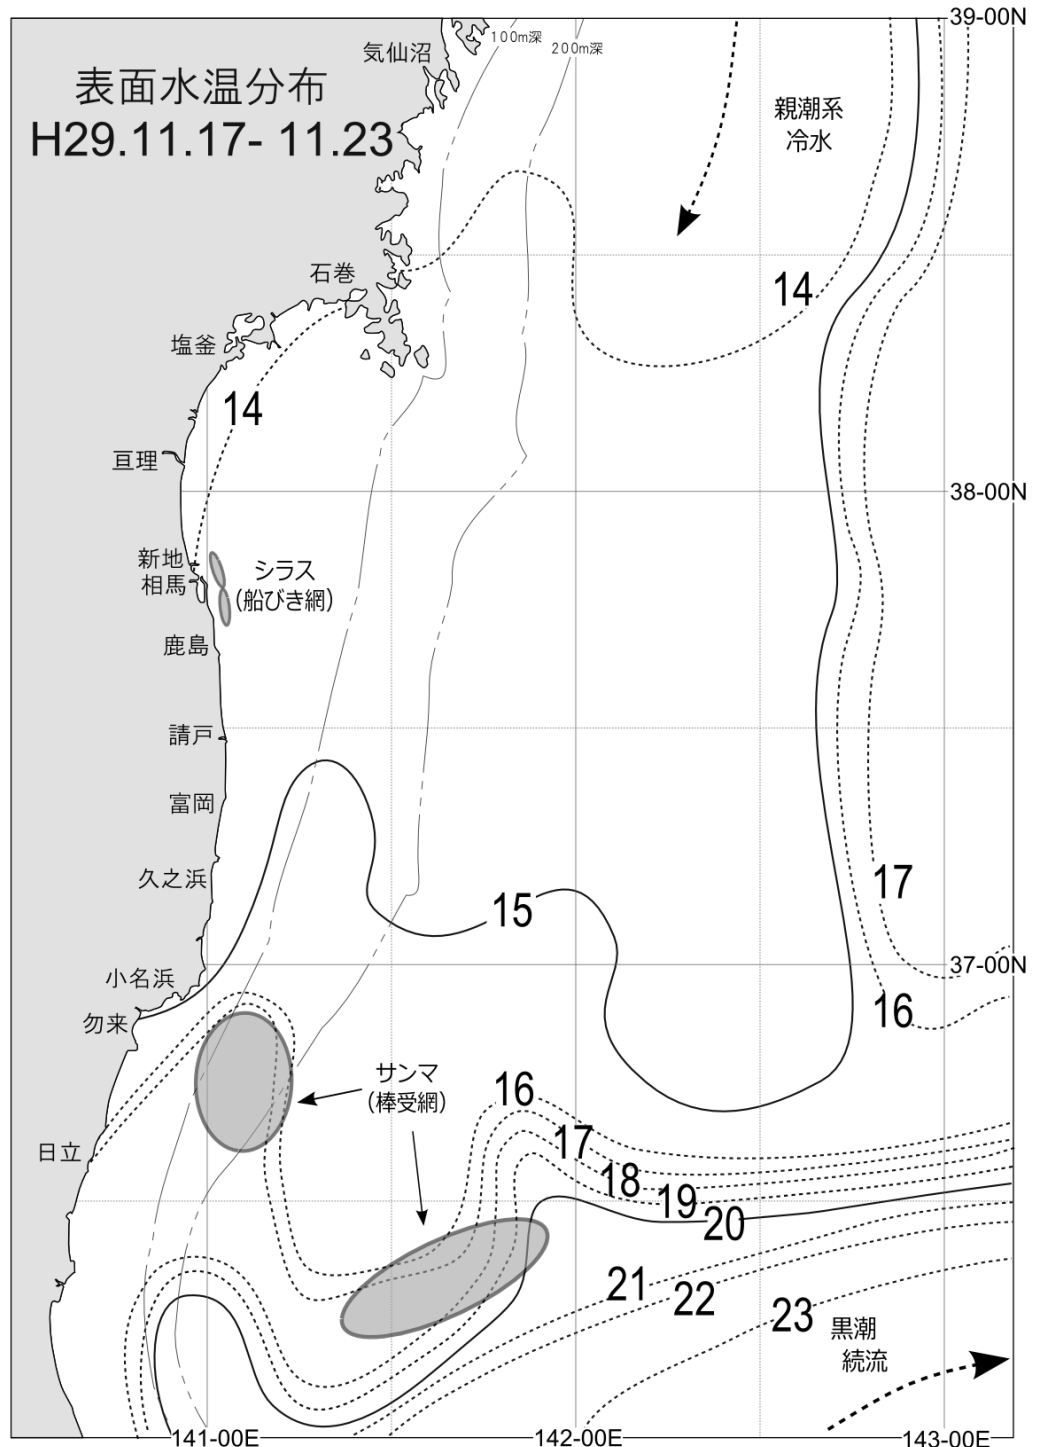 39-00N
100m深
200m深
気仙沼
表面水温分布
H29.11.17- 11.23
親潮系
冷水
石巻
14
塩釜
14
亘理
38-00N
新地
相馬
シラス
(船びき網)
鹿島
請戸
富岡
久之浜
17
15
小名浜
37-00N
勿来
16
サンマ
(棒受網)
16
日立
17
18
19
20
21
22
23
黒潮
続流
141-00E
142-00E
143-00E